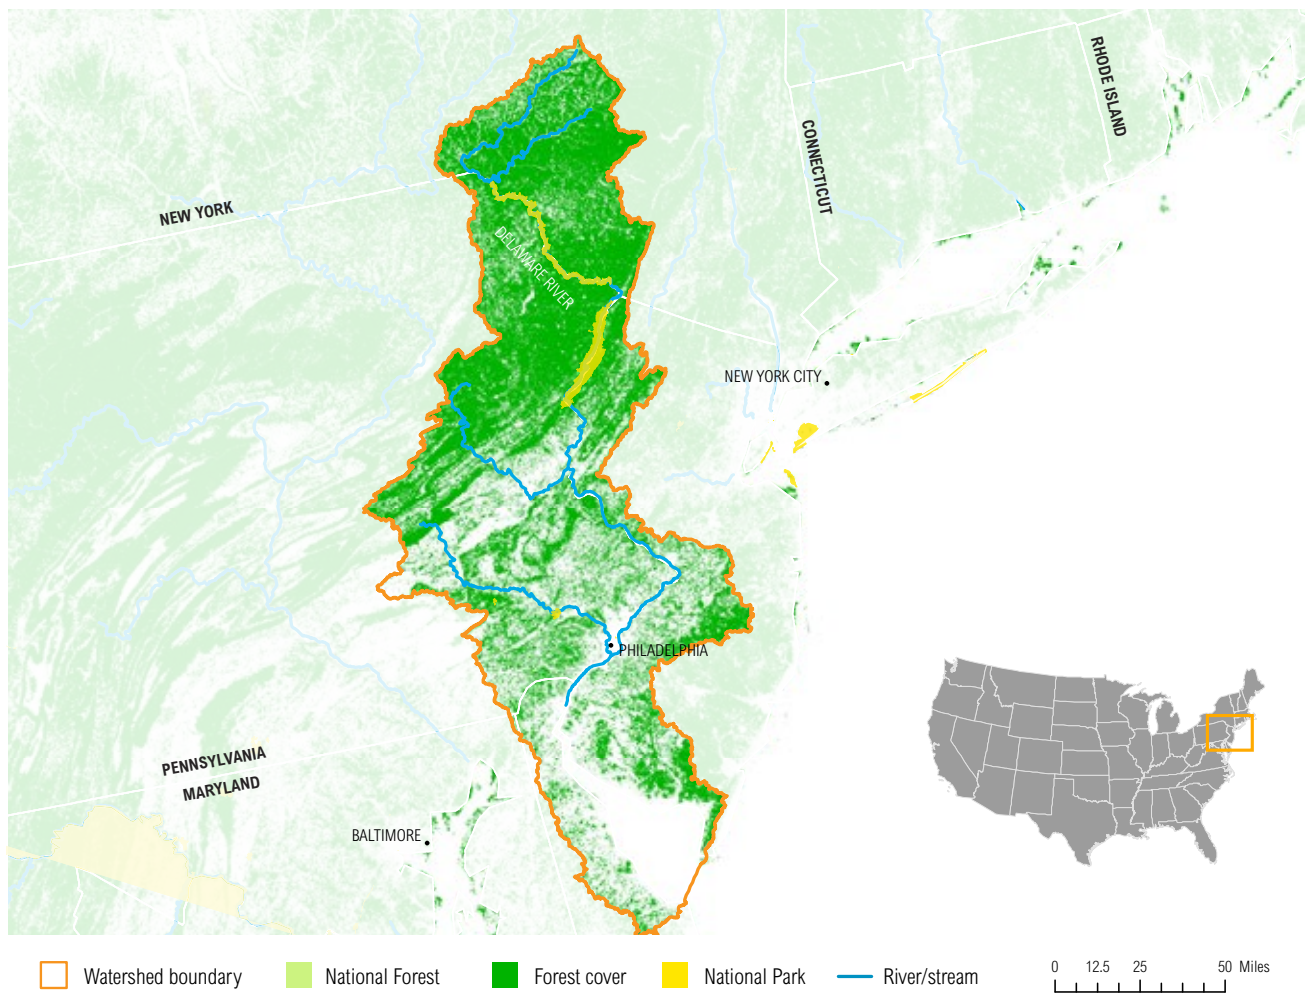 RHODE ISLAND
CONNECTICUT
NEW YORK
DELAWARE RIVER
NEW YORK CITY
PHILADELPHIA
PENNSYLVANIA
MARYLAND
BALTIMORE
Watershed boundary
National Forest
Forest cover
National Park
River/stream
0 12.5 25 50 Miles